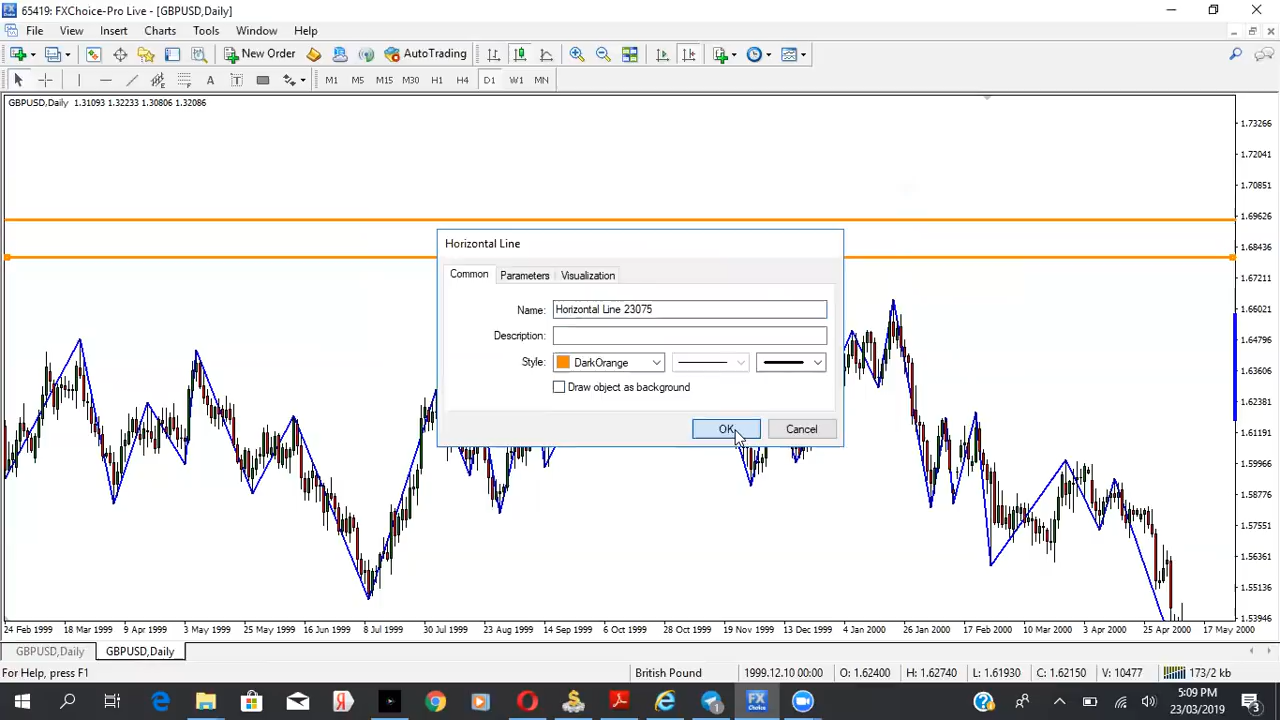 65419: FXChoice-Pro Live - [GBPUSD,Daily]
File View Insert Charts Tools Window Help
New Order AutoTrading
A T M1 M5 M15 M30 H1 H4 D1 W1 MN
GBPUSD,Daily 1.31093 1.32233 1.30806 1.32086
1.73266
1.72041
1.70851
1.69626
1.68436
1.67211
1.66021
1.64796
1.63606
1.62381
1.61191
1.59966
1.58776
1.57551
1.56361
1.55136
1.53946
Horizontal Line
Common Parameters Visualization
Name: Horizontal Line 23075
Description:
Style: DarkOrange
Draw object as background
OK Cancel
24 Feb 1999 18 Mar 1999 9 Apr 1999 3 May 1999 25 May 1999 16 Jun 1999 8 Jul 1999 30 Jul 1999 23 Aug 1999 14 Sep 1999 6 Oct 1999 28 Oct 1999 19 Nov 1999 13 Dec 1999 4 Jan 2000 26 Jan 2000 17 Feb 2000 10 Mar 2000 3 Apr 2000 25 Apr 2000 17 May 2000
GBPUSD,Daily GBPUSD,Daily
For Help, press F1 British Pound 1999.12.10 00:00 O: 1.62400 H: 1.62740 L: 1.61930 C: 1.62150 V: 10477 173/2 kb
FX
Choice
1
5:09 PM
23/03/2019
3